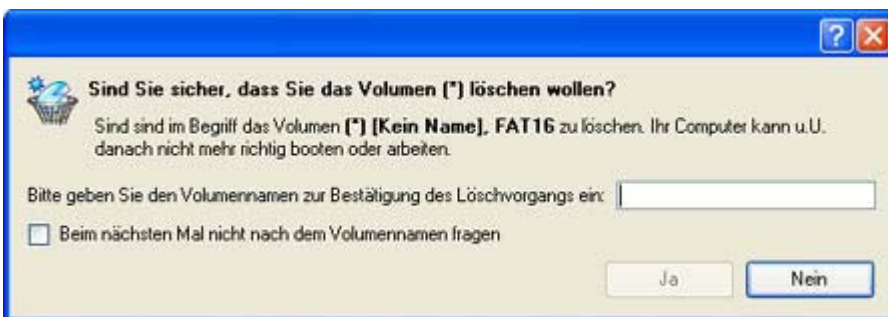 Sind Sie sicher, dass Sie das Volumen (*) löschen wollen?
Sind sind im Begriff das Volumen (*) [Kein Name], FAT16 zu löschen. Ihr Computer kann u.U.
danach nicht mehr richtig booten oder arbeiten.
Bitte geben Sie den Volumennamen zur Bestätigung des Löschvorgangs ein:
Beim nächsten Mal nicht nach dem Volumennamen fragen
Ja Nein